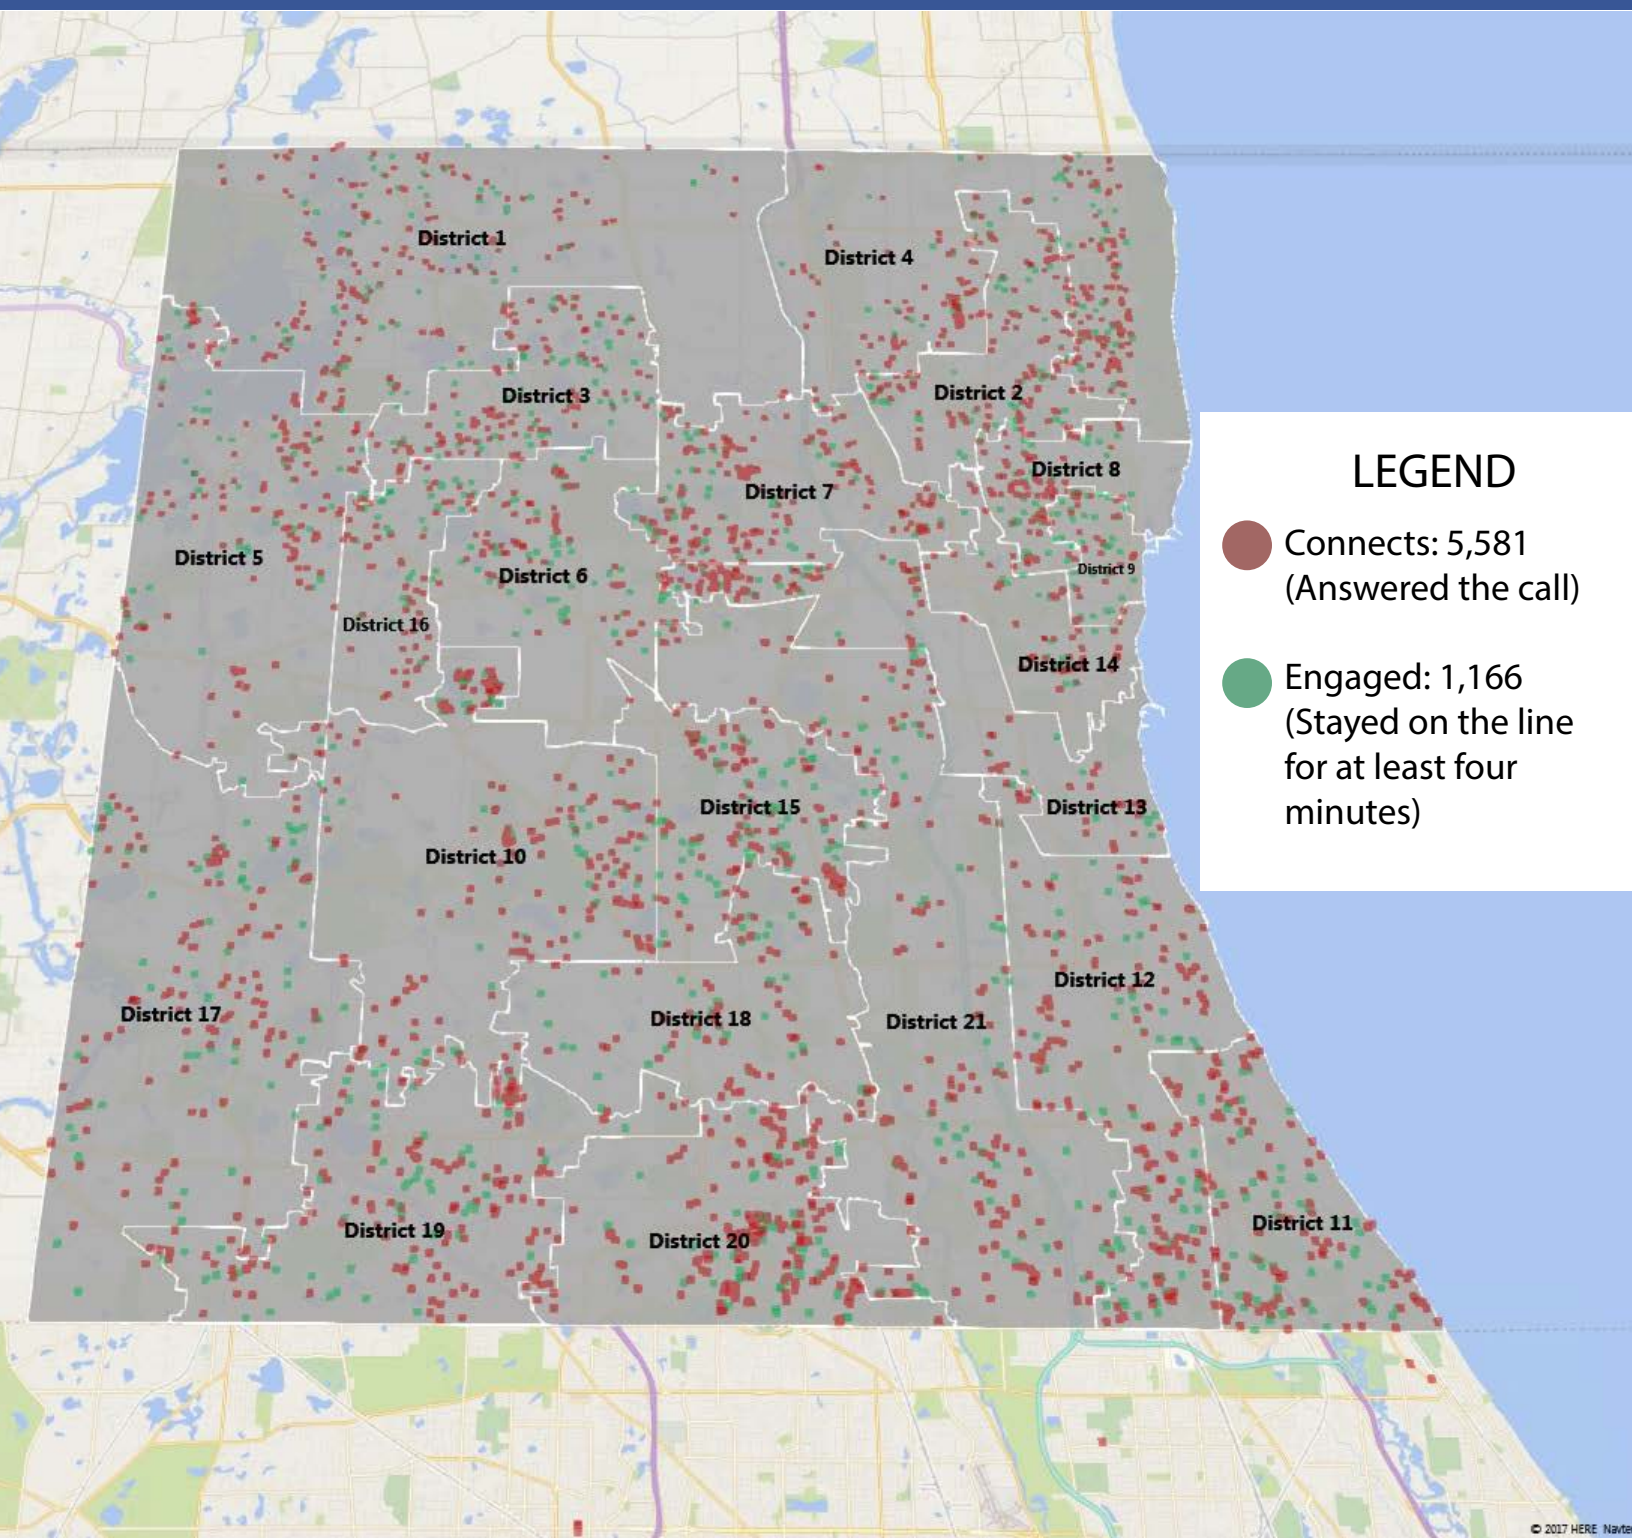 District 1
District 4
District 3
District 2
District 8
District 7
District 5
District 6
District 9
District 16
District 14
District 15
District 13
District 10
District 12
District 17
District 18
District 21
District 19
District 20
District 11
LEGEND
Connects: 5,581
(Answered the call)
Engaged: 1,166
(Stayed on the line
for at least four
minutes)
© 2017 HERE